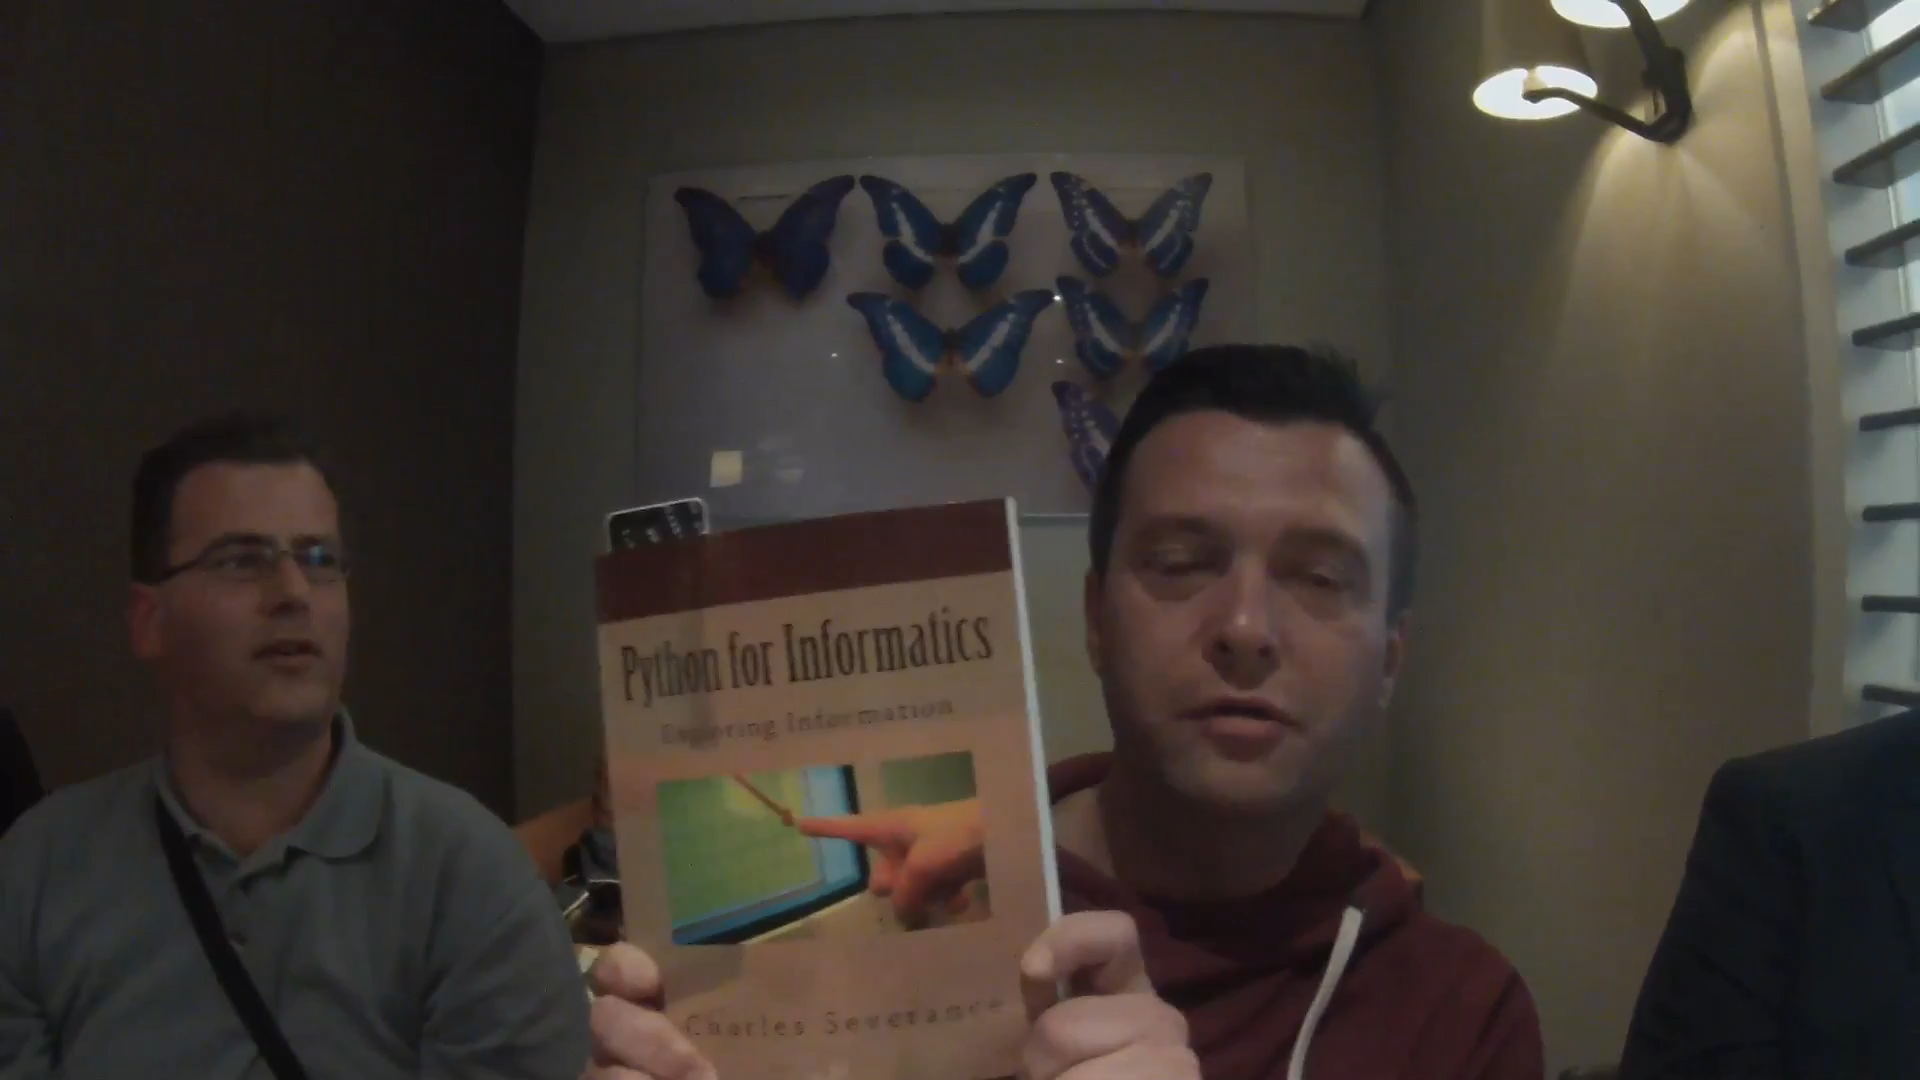 Python for Informatics
Exploring Information
Charles Severance